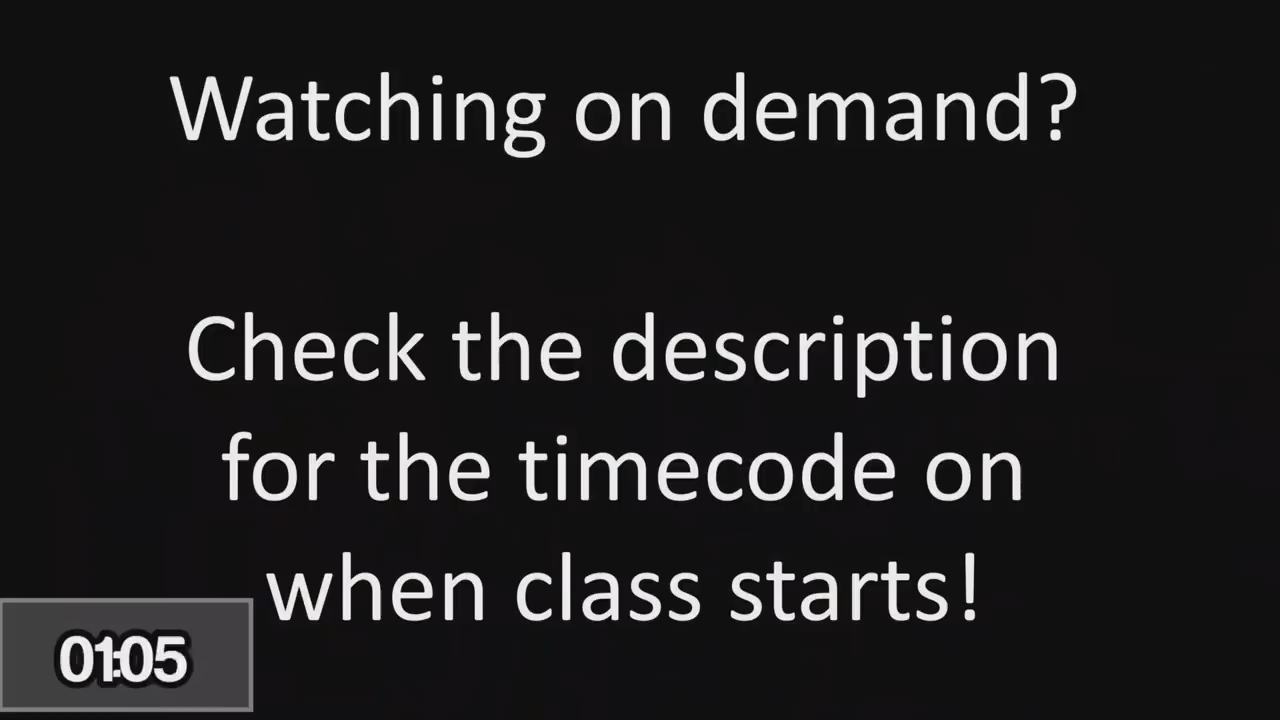 Watching on demand?
Check the description
for the timecode on
when class starts!
01:05